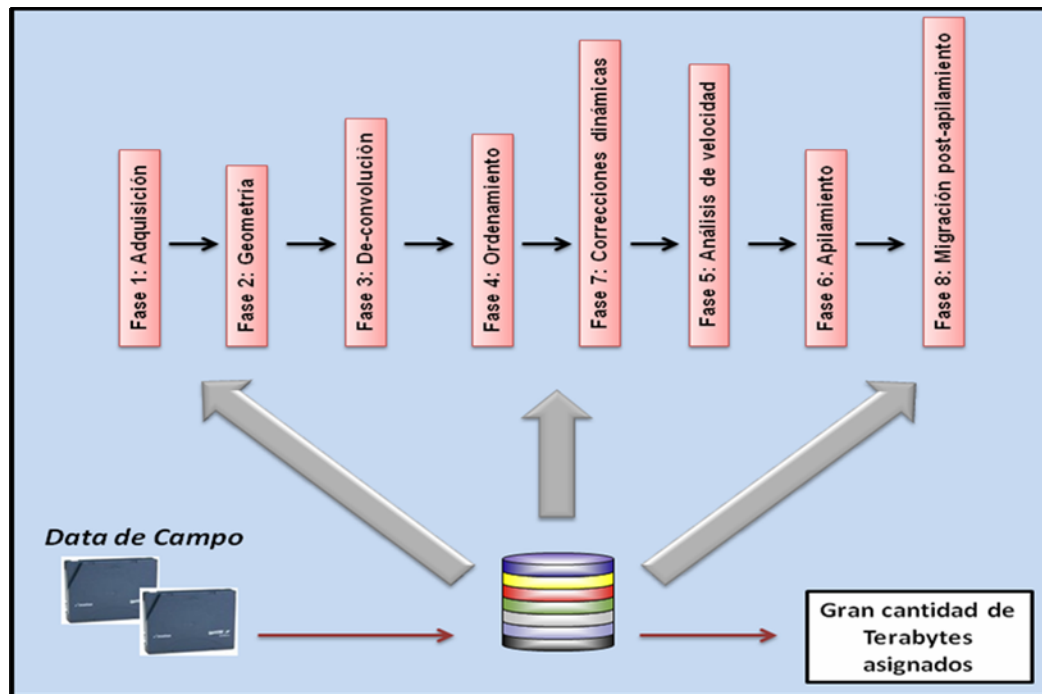 Fase 1: Adquisición
Fase 2: Geometría
Fase 3: De-convolución
Fase 4: Ordenamiento
Fase 7: Correcciones dinámicas
Fase 5: Análisis de velocidad
Fase 6: Apilamiento
Fase 8: Migración post-apilamiento
Data de Campo
Gran cantidad de
Terabytes
asignados